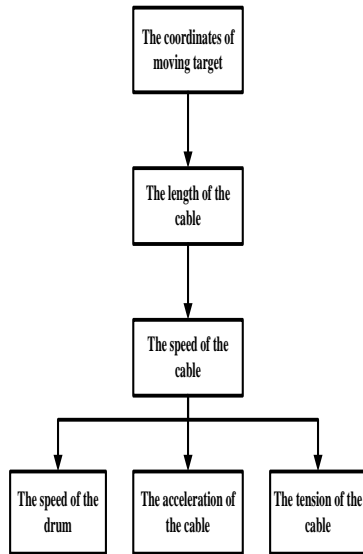 The coordinates of
moving target
The length of the
cable
The speed of the
cable
The speed of the
drum
The acceleration of
the cable
The tension of the
cable